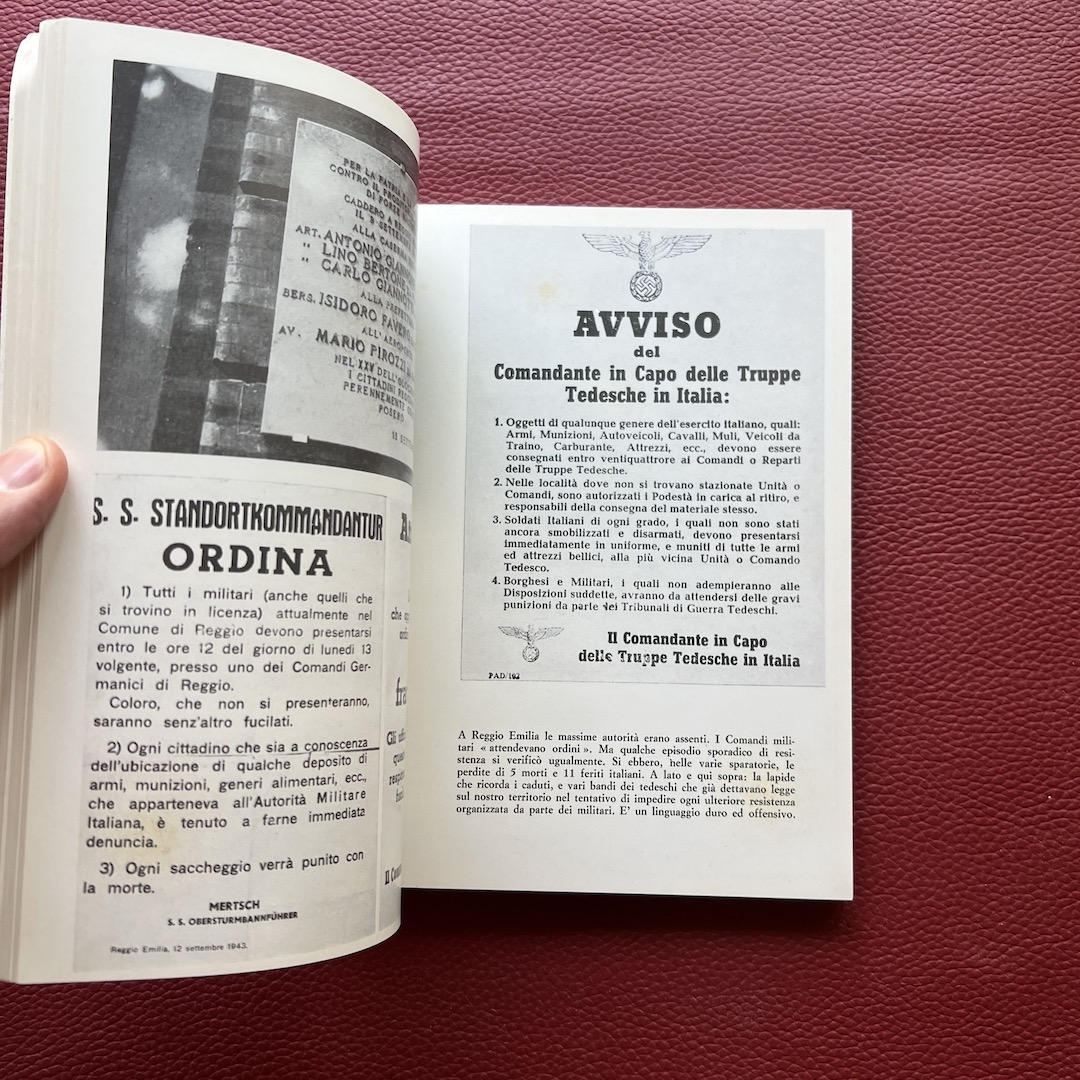 PER LA PATRIA E
CONTRO IL
DI FORZE
CADDERO A
IL 9 SETTE
ALLA CASERMA
ART. ANTONIO
" LINO BERTONE
" CARLO
ALLA
BERS. ISIDORO
ALL'AEROPO
AV. MARIO PIROZZI
NEL XXV DELL'
I CITTADINI
PERENNEMENTE
POSERO
S. S. STANDORTKOMMANDANTUR
ORDINA
1) Tutti i militari (anche quelli che
si trovino in licenza) attualmente nel
Comune di Reggio devono presentarsi
entro le ore 12 del giorno di lunedì 13
volgente, presso uno dei Comandi Ger-
manici di Reggio.
Coloro, che non si presenteranno,
saranno senz'altro fucilati.
2) Ogni cittadino che sia a conoscenza
dell'ubicazione di qualche deposito di
armi, munizioni, generi alimentari, ecc.,
che apparteneva all'Autorità Militare
Italiana, è tenuto a farne immediata
denuncia.
3) Ogni saccheggio verrà punito con
la morte.
MERTSCH
S. S. OBERSTURMBANNFÜHRER
Reggio Emilia, 12 settembre 1943.
AVVISO
del
Comandante in Capo delle Truppe
Tedesche in Italia:
1. Oggetti di qualunque genere dell'esercito italiano, quali:
Armi, Munizioni, Autoveicoli, Cavalli, Muli, Veicoli da
Traino, Carburante, Attrezzi, ecc., devono essere
consegnati entro ventiquattrore ai Comandi o Reparti
delle Truppe Tedesche.
2. Nelle località dove non si trovano stazionate Unità o
Comandi, sono autorizzati i Podestà in carica al ritiro, e
responsabili della consegna del materiale stesso.
3. Soldati Italiani di ogni grado, i quali non sono stati
ancora smobilizzati e disarmati, devono presentarsi
immediatamente in uniforme, e muniti di tutte le armi
ed attrezzi bellici, alla più vicina Unità o Comando
Tedesco.
4. Borghesi e Militari, i quali non adempieranno alle
Disposizioni suddette, avranno da attendersi delle gravi
punizioni da parte dei Tribunali di Guerra Tedeschi.
Il Comandante in Capo
delle Truppe Tedesche in Italia
PAD/102
A Reggio Emilia le massime autorità erano assenti. I Comandi mili-
tari « attendevano ordini ». Ma qualche episodio sporadico di resi-
stenza si verificò ugualmente. Si ebbero, nelle varie sparatorie, le
perdite di 5 morti e 11 feriti italiani. A lato e qui sopra: la lapide
che ricorda i caduti, e vari bandi dei tedeschi che già dettavano legge
sul nostro territorio nel tentativo di impedire ogni ulteriore resistenza
organizzata da parte dei militari. E' un linguaggio duro ed offensivo.